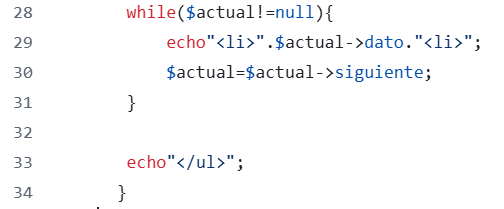 28 while($actual!=null){
29 echo"<li>".$actual->dato."<li>";
30 $actual=$actual->siguiente;
31 }
32
33 echo"</ul>";
34 }